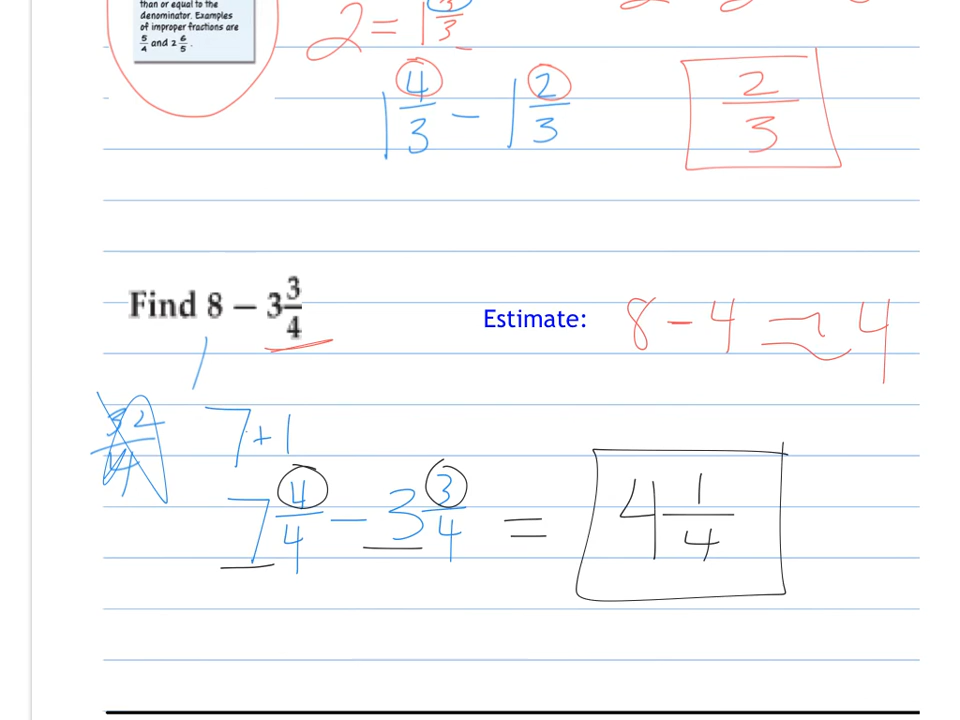 than or equal to the
denominator. Examples
of improper fractions are
5/4 and 2 6/5.
2 = 1 3/3
1 4/3 − 1 2/3
2/3
Find 8 − 3 3/4
Estimate: 8 − 4 ≈ 4
32/4
7 + 1
7 4/4 − 3 3/4 = 4 1/4